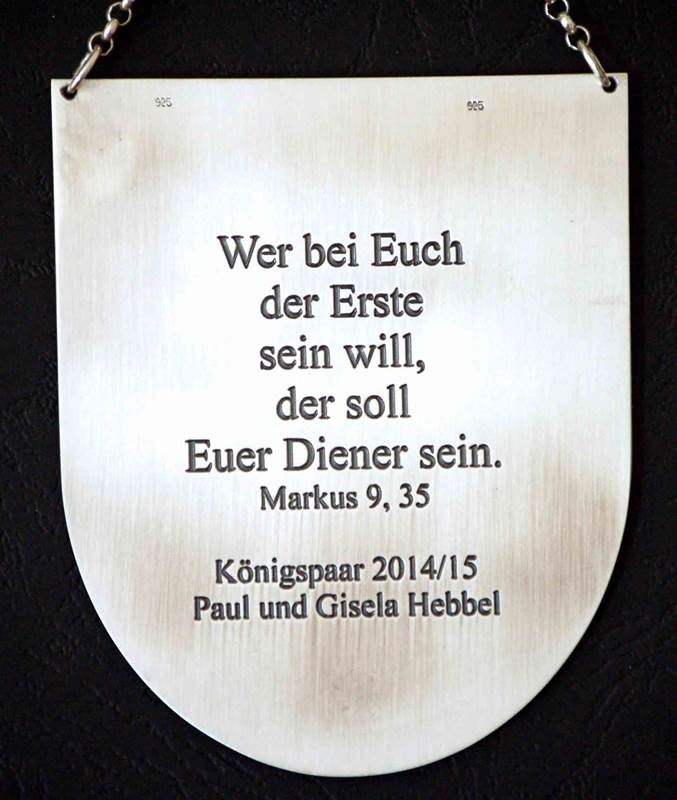 925 925
Wer bei Euch
der Erste
sein will,
der soll
Euer Diener sein.
Markus 9, 35
Königspaar 2014/15
Paul und Gisela Hebbel